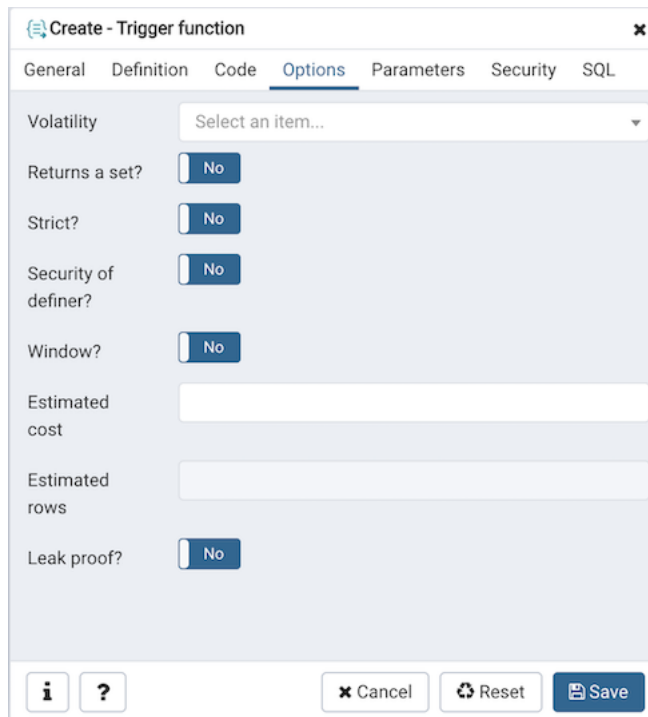 Create - Trigger function
General Definition Code Options Parameters Security SQL
Volatility Select an item...
Returns a set? No
Strict? No
Security of No
definer?
Window? No
Estimated
cost
Estimated
rows
Leak proof? No
i ? Cancel Reset Save